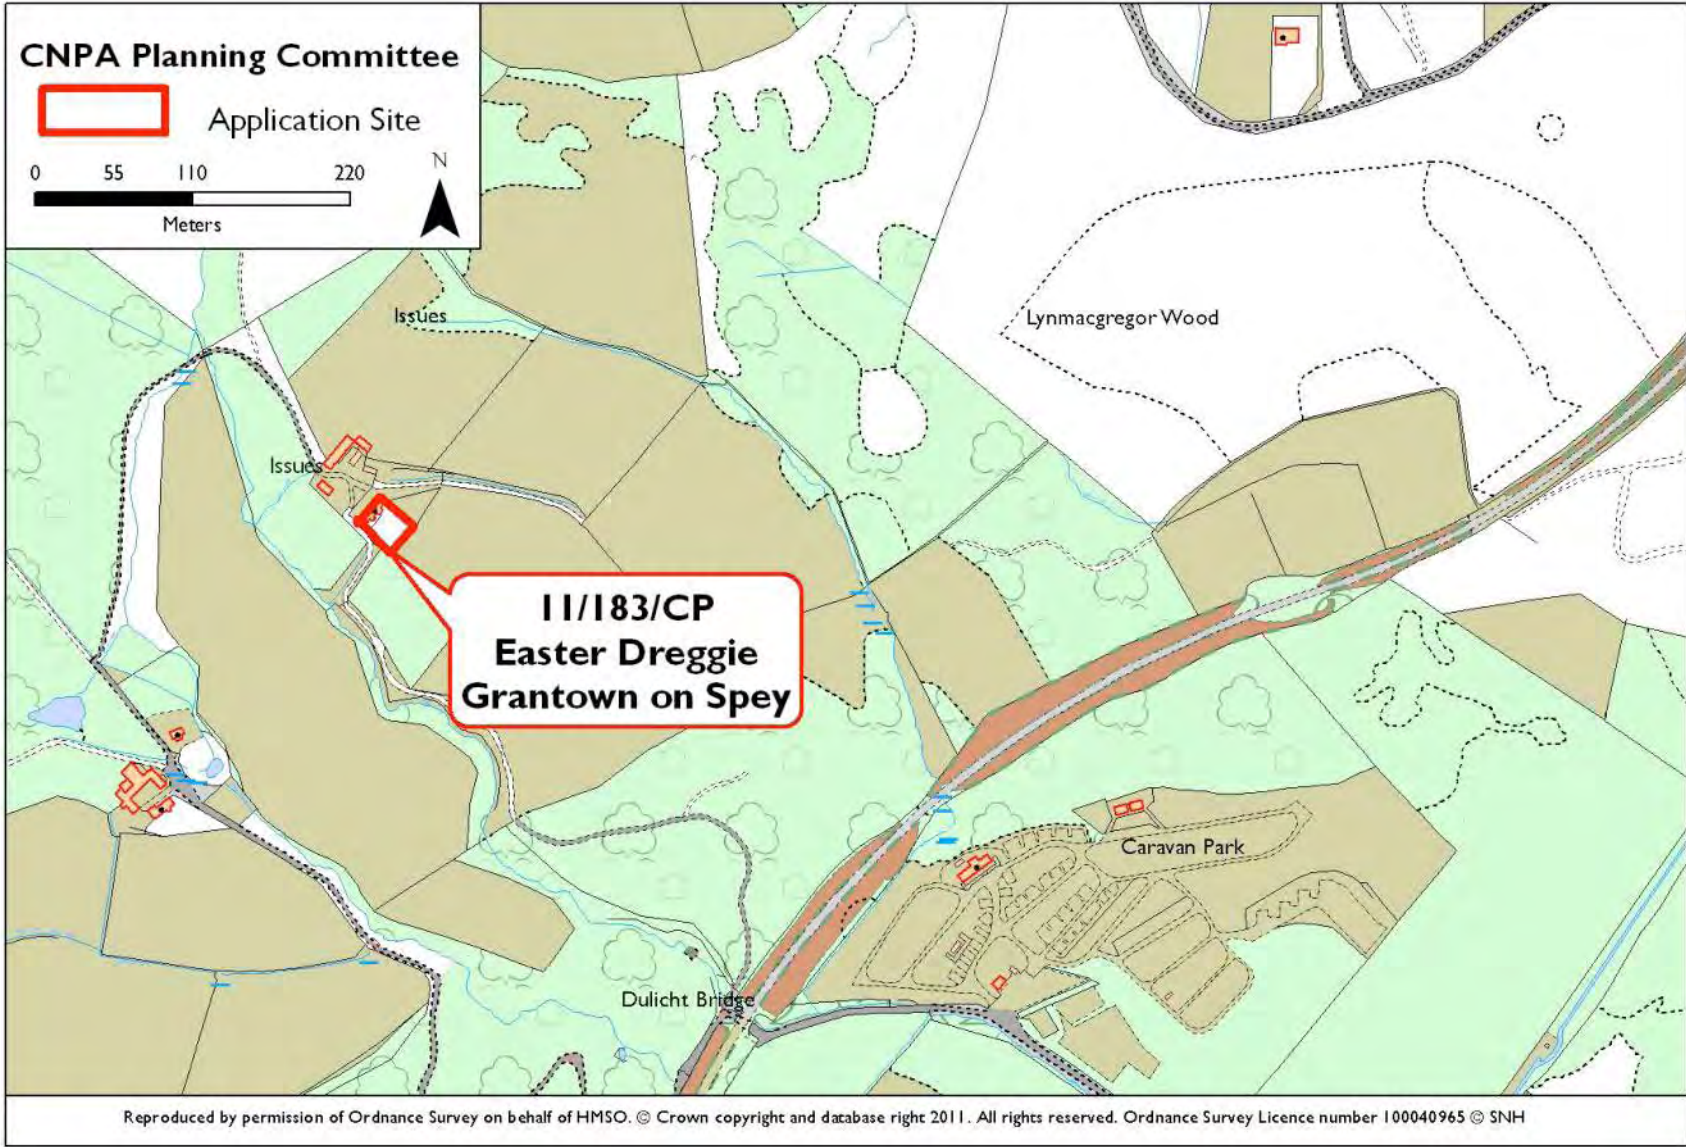 CNPA Planning Committee
Application Site
0 55 110 220
N
Meters
Issues
Lynmacgregor Wood
Issues
11/183/CP
Easter Dreggie
Grantown on Spey
Caravan Park
Dulicht Bridge
Reproduced by permission of Ordnance Survey on behalf of HMSO. © Crown copyright and database right 2011. All rights reserved. Ordnance Survey Licence number 100040965 © SNH